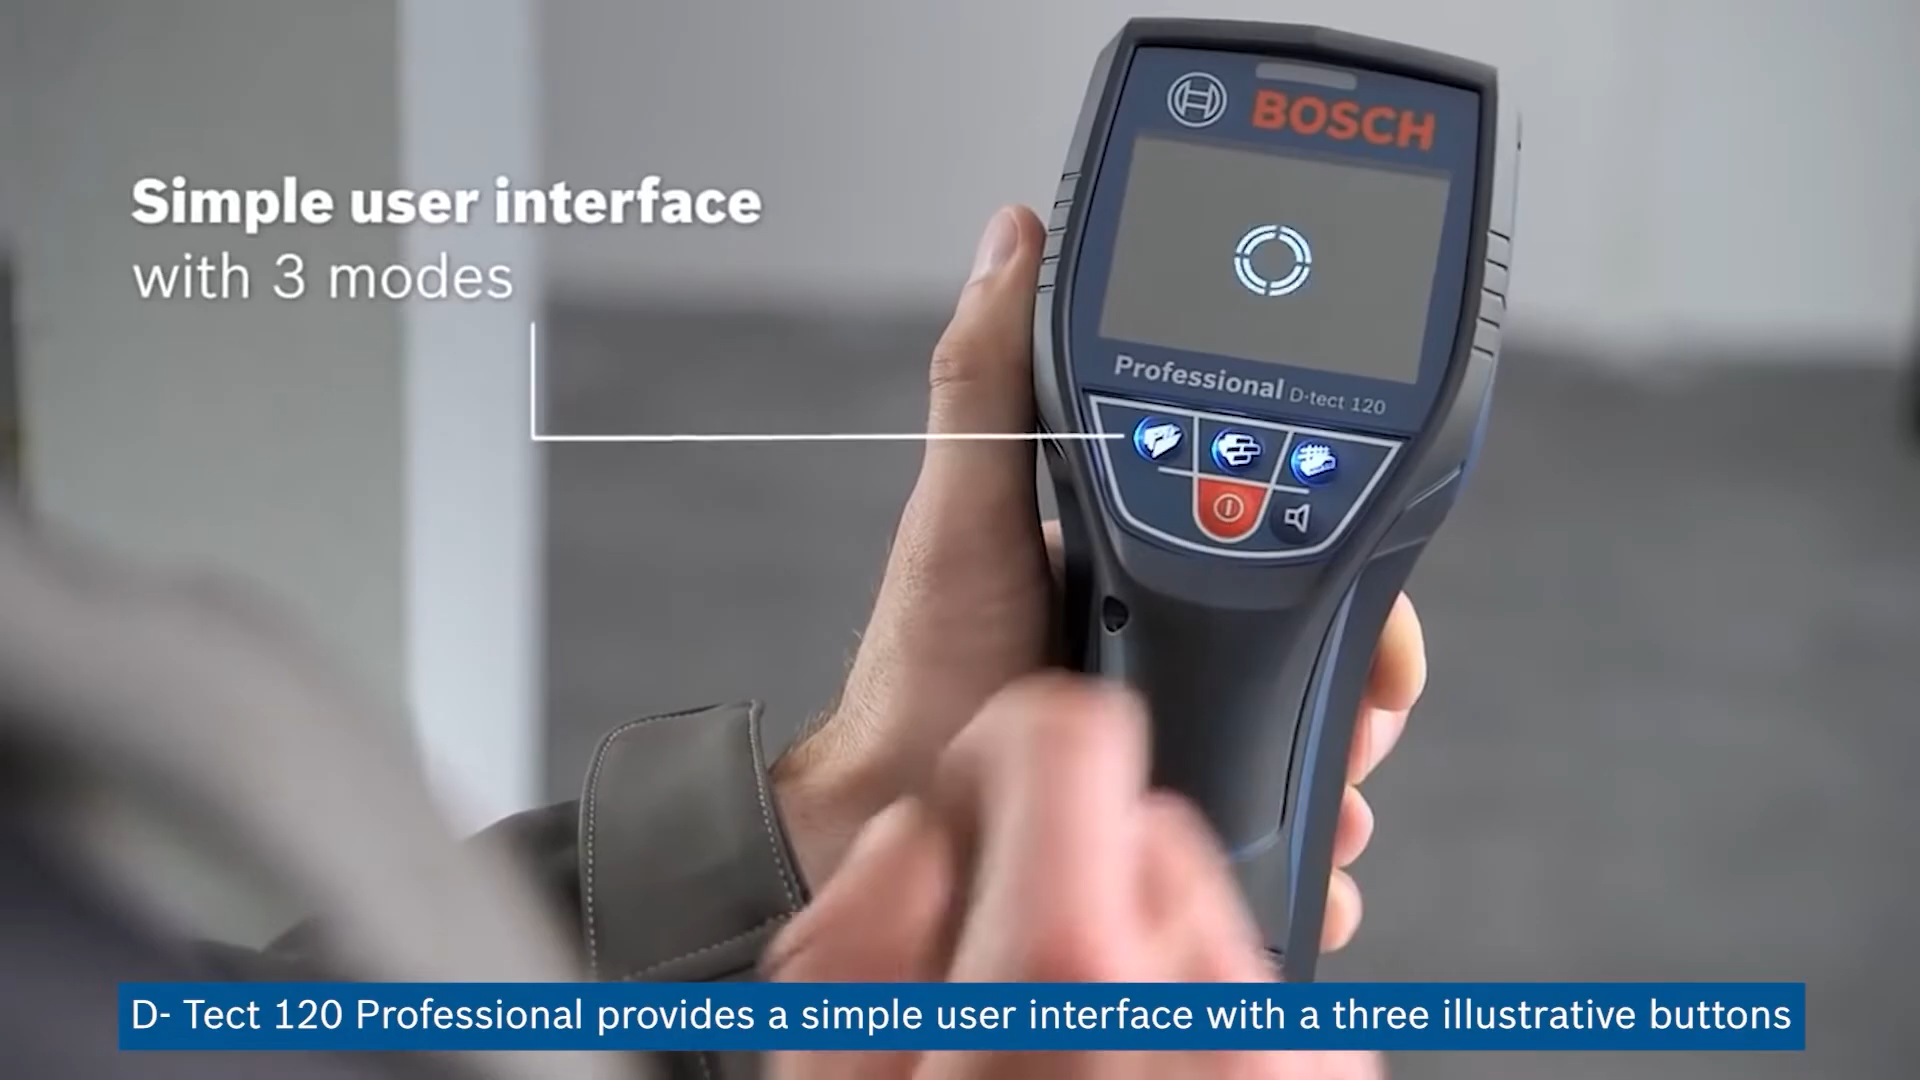 BOSCH
Simple user interface
with 3 modes
Professional D-tect 120
D- Tect 120 Professional provides a simple user interface with a three illustrative buttons